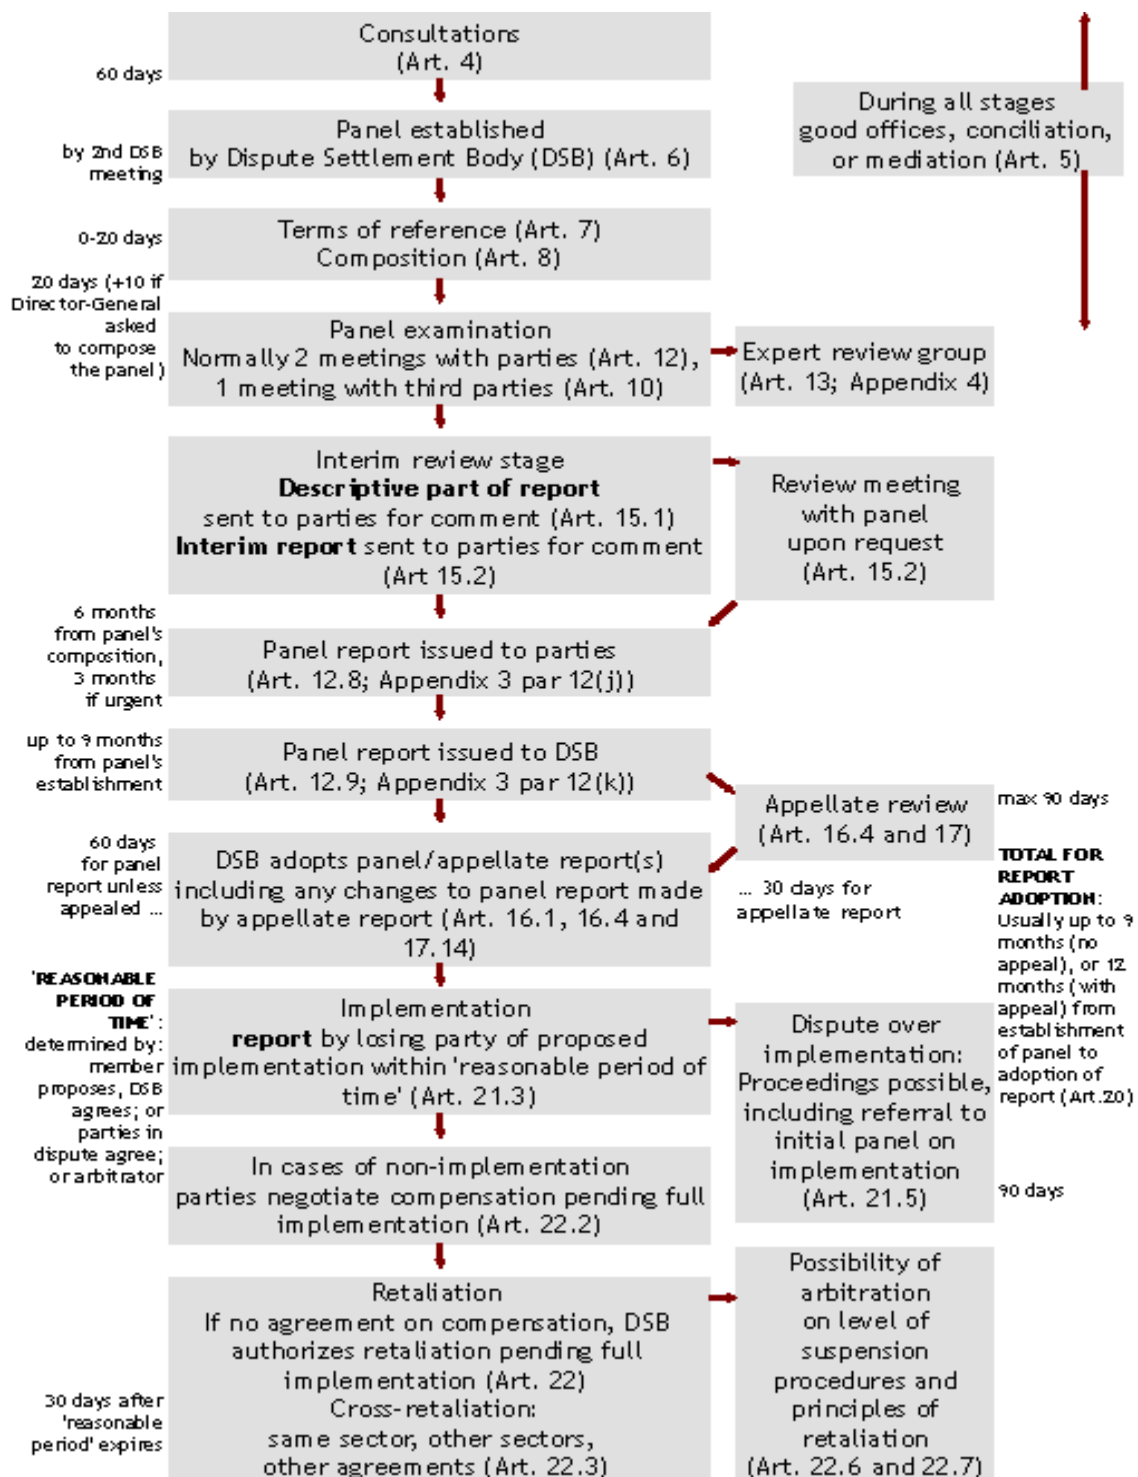 Consultations
(Art. 4)
60 days
During all stages
good offices, conciliation,
or mediation (Art. 5)
Panel established
by Dispute Settlement Body (DSB) (Art. 6)
by 2nd DSB
meeting
0-20 days
Terms of reference (Art. 7)
Composition (Art. 8)
20 days (+10 if
Director-General
asked
to compose
the panel)
Panel examination
Normally 2 meetings with parties (Art. 12),
1 meeting with third parties (Art. 10)
Expert review group
(Art. 13; Appendix 4)
Interim review stage
Descriptive part of report
sent to parties for comment (Art. 15.1)
Interim report sent to parties for comment
(Art 15.2)
Review meeting
with panel
upon request
(Art. 15.2)
6 months
from panel's
composition,
3 months
if urgent
Panel report issued to parties
(Art. 12.8; Appendix 3 par 12(j))
up to 9 months
from panel's
establishment
Panel report issued to DSB
(Art. 12.9; Appendix 3 par 12(k))
Appellate review
(Art. 16.4 and 17)
max 90 days
60 days
for panel
report unless
appealed ...
DSB adopts panel/appellate report(s)
including any changes to panel report made
by appellate report (Art. 16.1, 16.4 and
17.14)
... 30 days for
appellate report
TOTAL FOR
REPORT
ADOPTION:
Usually up to 9
months (no
appeal), or 12
months (with
appeal) from
establishment
of panel to
adoption of
report (Art.20)
'REASONABLE
PERIOD OF
TIME':
determined by:
member
proposes, DSB
agrees; or
parties in
dispute agree;
or arbitrator
Implementation
report by losing party of proposed
implementation within 'reasonable period of
time' (Art. 21.3)
Dispute over
implementation:
Proceedings possible,
including referral to
initial panel on
implementation
(Art. 21.5)
90 days
In cases of non-implementation
parties negotiate compensation pending full
implementation (Art. 22.2)
Retaliation
If no agreement on compensation, DSB
authorizes retaliation pending full
implementation (Art. 22)
Cross-retaliation:
same sector, other sectors,
other agreements (Art. 22.3)
30 days after
'reasonable
period' expires
Possibility of
arbitration
on level of
suspension
procedures and
principles of
retaliation
(Art. 22.6 and 22.7)